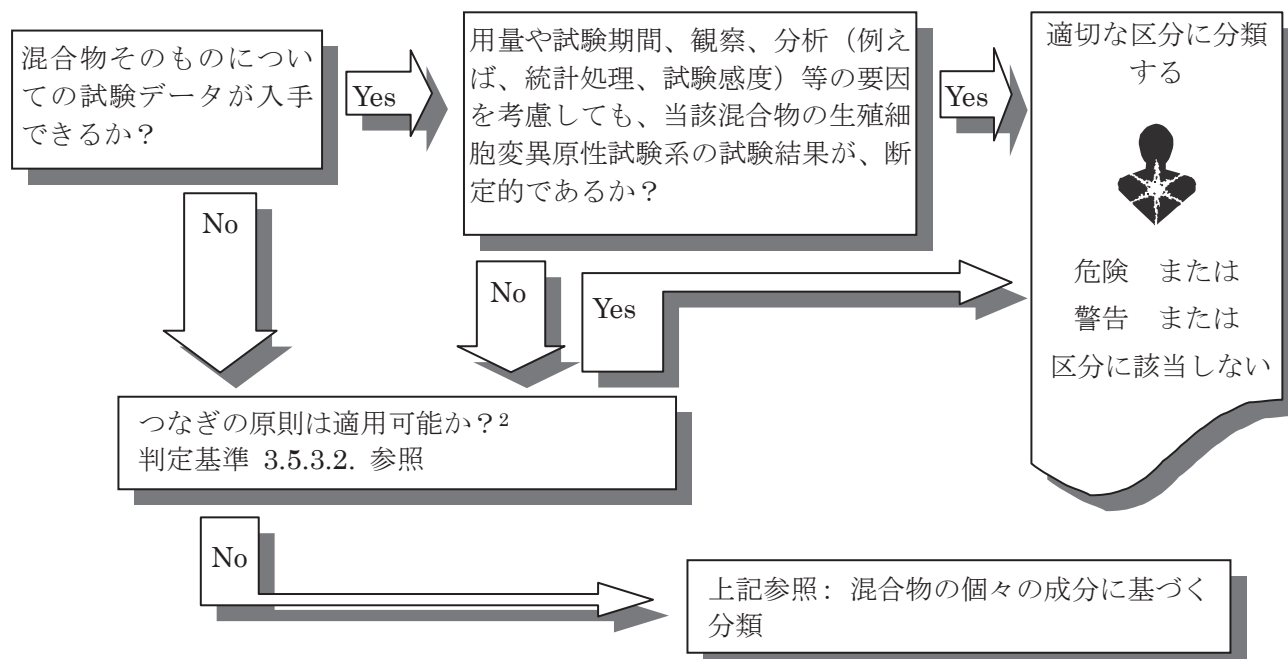 混合物そのものについ
ての試験データが入手
できるか？
Yes
用量や試験期間、観察、分析（例え
ば、統計処理、試験感度）等の要因
を考慮しても、当該混合物の生殖細
胞変異原性試験系の試験結果が、断
定的であるか？
Yes
適切な区分に分類
する
危険 または
警告 または
区分に該当しない
No
No
Yes
つなぎの原則は適用可能か？2
判定基準 3.5.3.2. 参照
No
上記参照: 混合物の個々の成分に基づく
分類